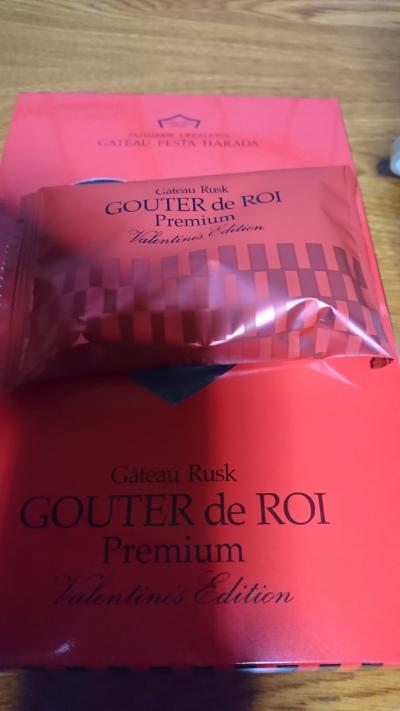 PATISSERIE CREATIONS
GATEAU FESTA HARADA
Gateau Rusk
GOUTER de ROI
Premium
Valentine's Edition
Gâteau Rusk
GOUTER de ROI
Premium
Valentine's Edition